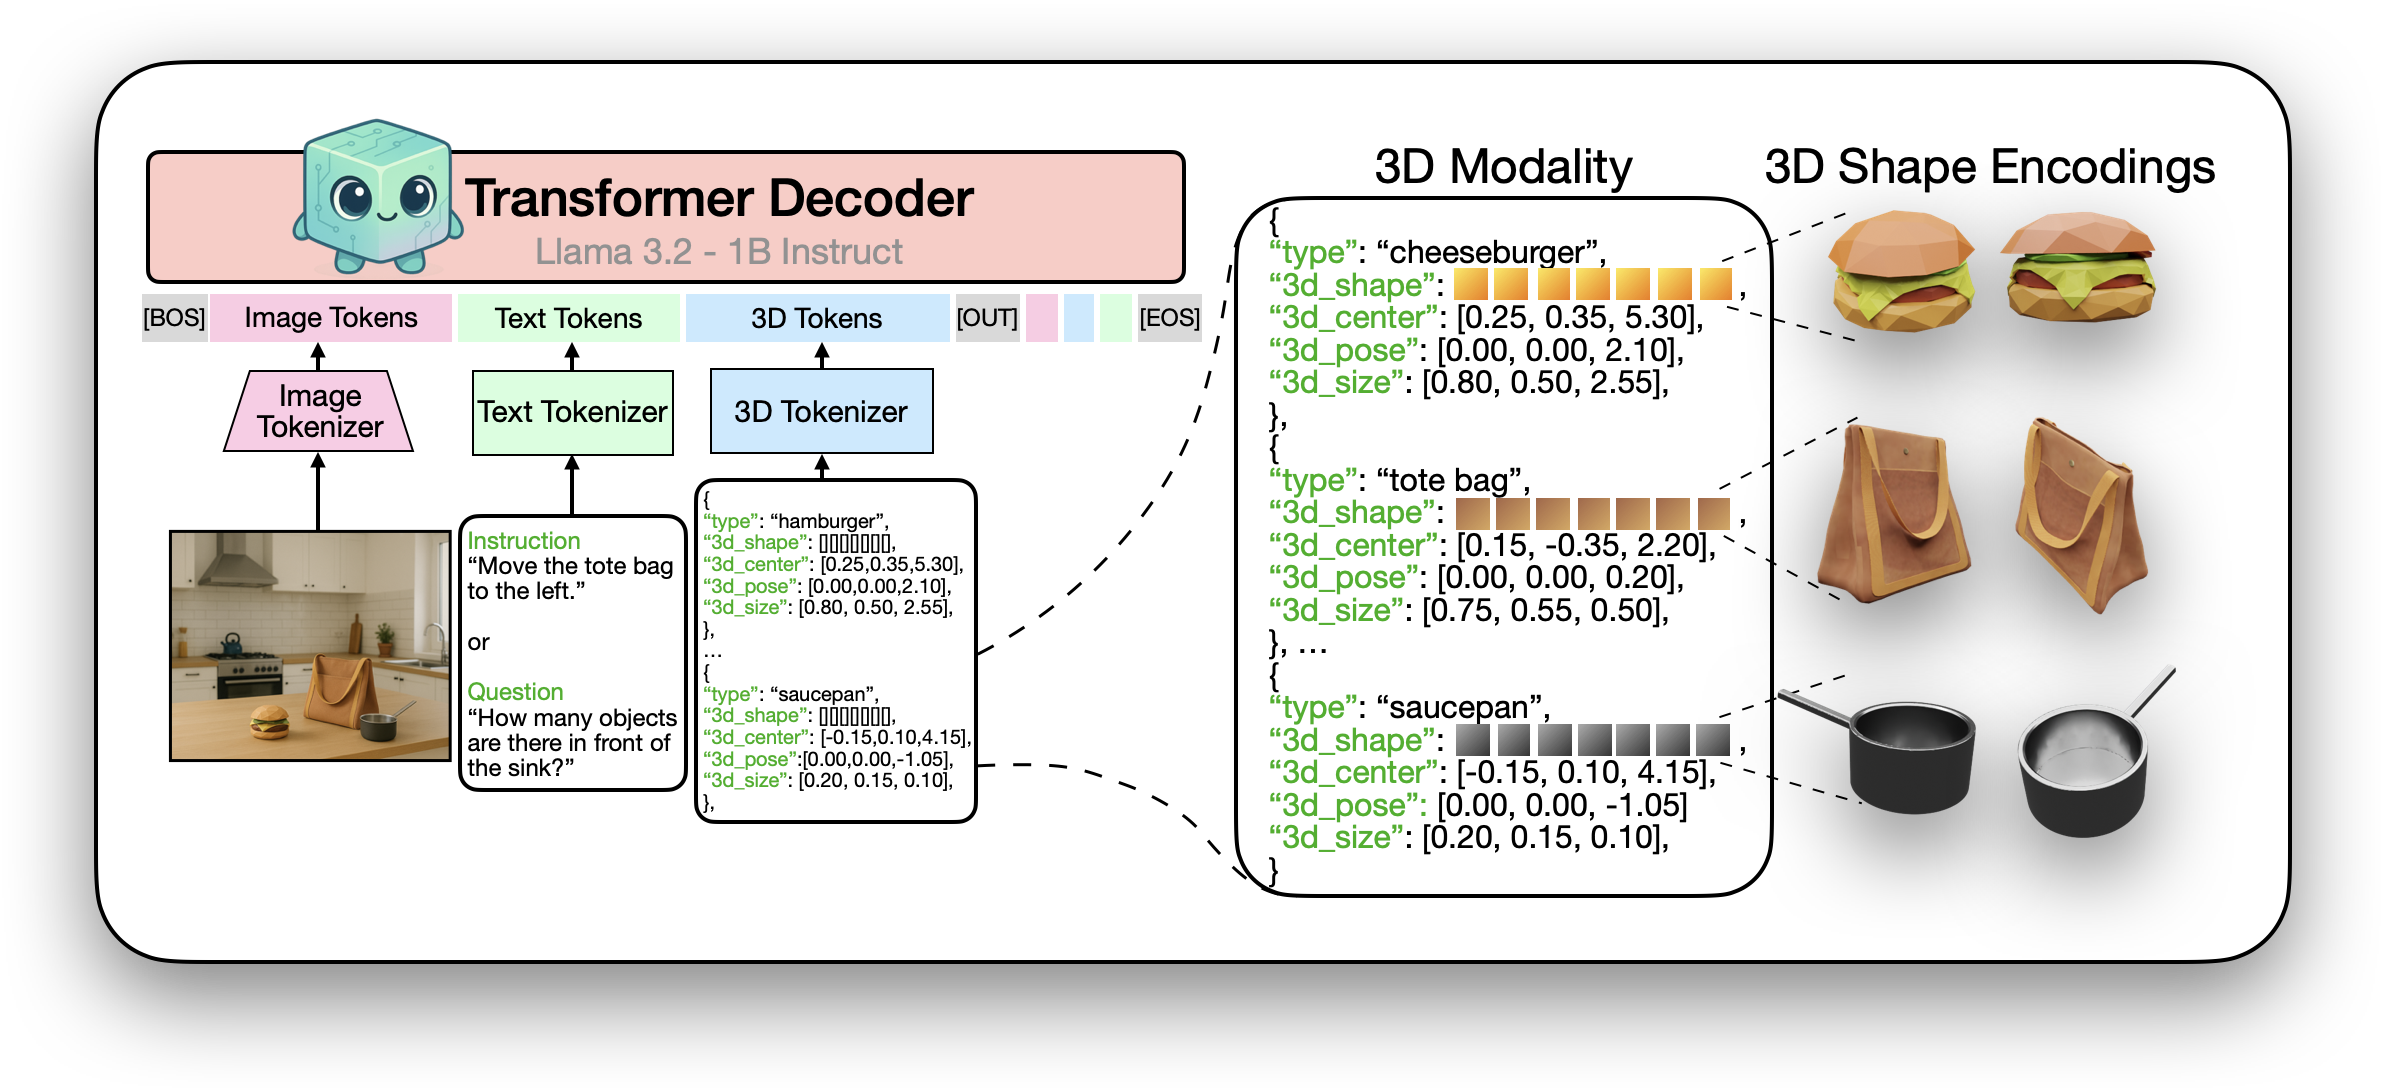 Transformer Decoder
Llama 3.2 - 1B Instruct
[BOS]
Image Tokens
Text Tokens
3D Tokens
[OUT]
[EOS]
Image
Tokenizer
Text Tokenizer
3D Tokenizer
Instruction
“Move the tote bag
to the left.”
or
Question
“How many objects
are there in front of
the sink?”
{
“type”: “hamburger”,
“3d_shape”: [][][][][][][],
“3d_center”: [0.25,0.35,5.30],
“3d_pose”: [0.00,0.00,2.10],
“3d_size”: [0.80, 0.50, 2.55],
},
...
{
“type”: “saucepan”,
“3d_shape”: [][][][][][][],
“3d_center”: [-0.15,0.10,4.15],
“3d_pose”:[0.00,0.00,-1.05],
“3d_size”: [0.20, 0.15, 0.10],
},
3D Modality
{
“type”: “cheeseburger”,
“3d_shape”: ,
“3d_center”: [0.25, 0.35, 5.30],
“3d_pose”: [0.00, 0.00, 2.10],
“3d_size”: [0.80, 0.50, 2.55],
},
{
“type”: “tote bag”,
“3d_shape”: ,
“3d_center”: [0.15, -0.35, 2.20],
“3d_pose”: [0.00, 0.00, 0.20],
“3d_size”: [0.75, 0.55, 0.50],
}, ...
{
“type”: “saucepan”,
“3d_shape”: ,
“3d_center”: [-0.15, 0.10, 4.15],
“3d_pose”: [0.00, 0.00, -1.05]
“3d_size”: [0.20, 0.15, 0.10],
}
3D Shape Encodings